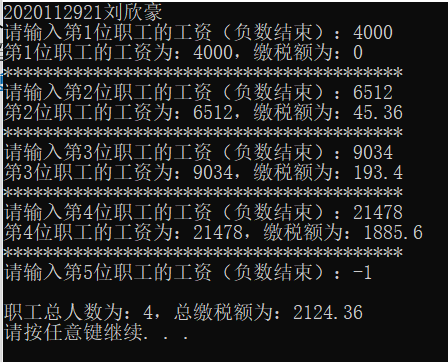 2020112921刘欣豪
请输入第1位职工的工资（负数结束）：4000
第1位职工的工资为：4000，缴税额为：0
****************************************
请输入第2位职工的工资（负数结束）：6512
第2位职工的工资为：6512，缴税额为：45.36
****************************************
请输入第3位职工的工资（负数结束）：9034
第3位职工的工资为：9034，缴税额为：193.4
****************************************
请输入第4位职工的工资（负数结束）：21478
第4位职工的工资为：21478，缴税额为：1885.6
****************************************
请输入第5位职工的工资（负数结束）：-1
职工总人数为：4，总缴税额为：2124.36
请按任意键继续. . .